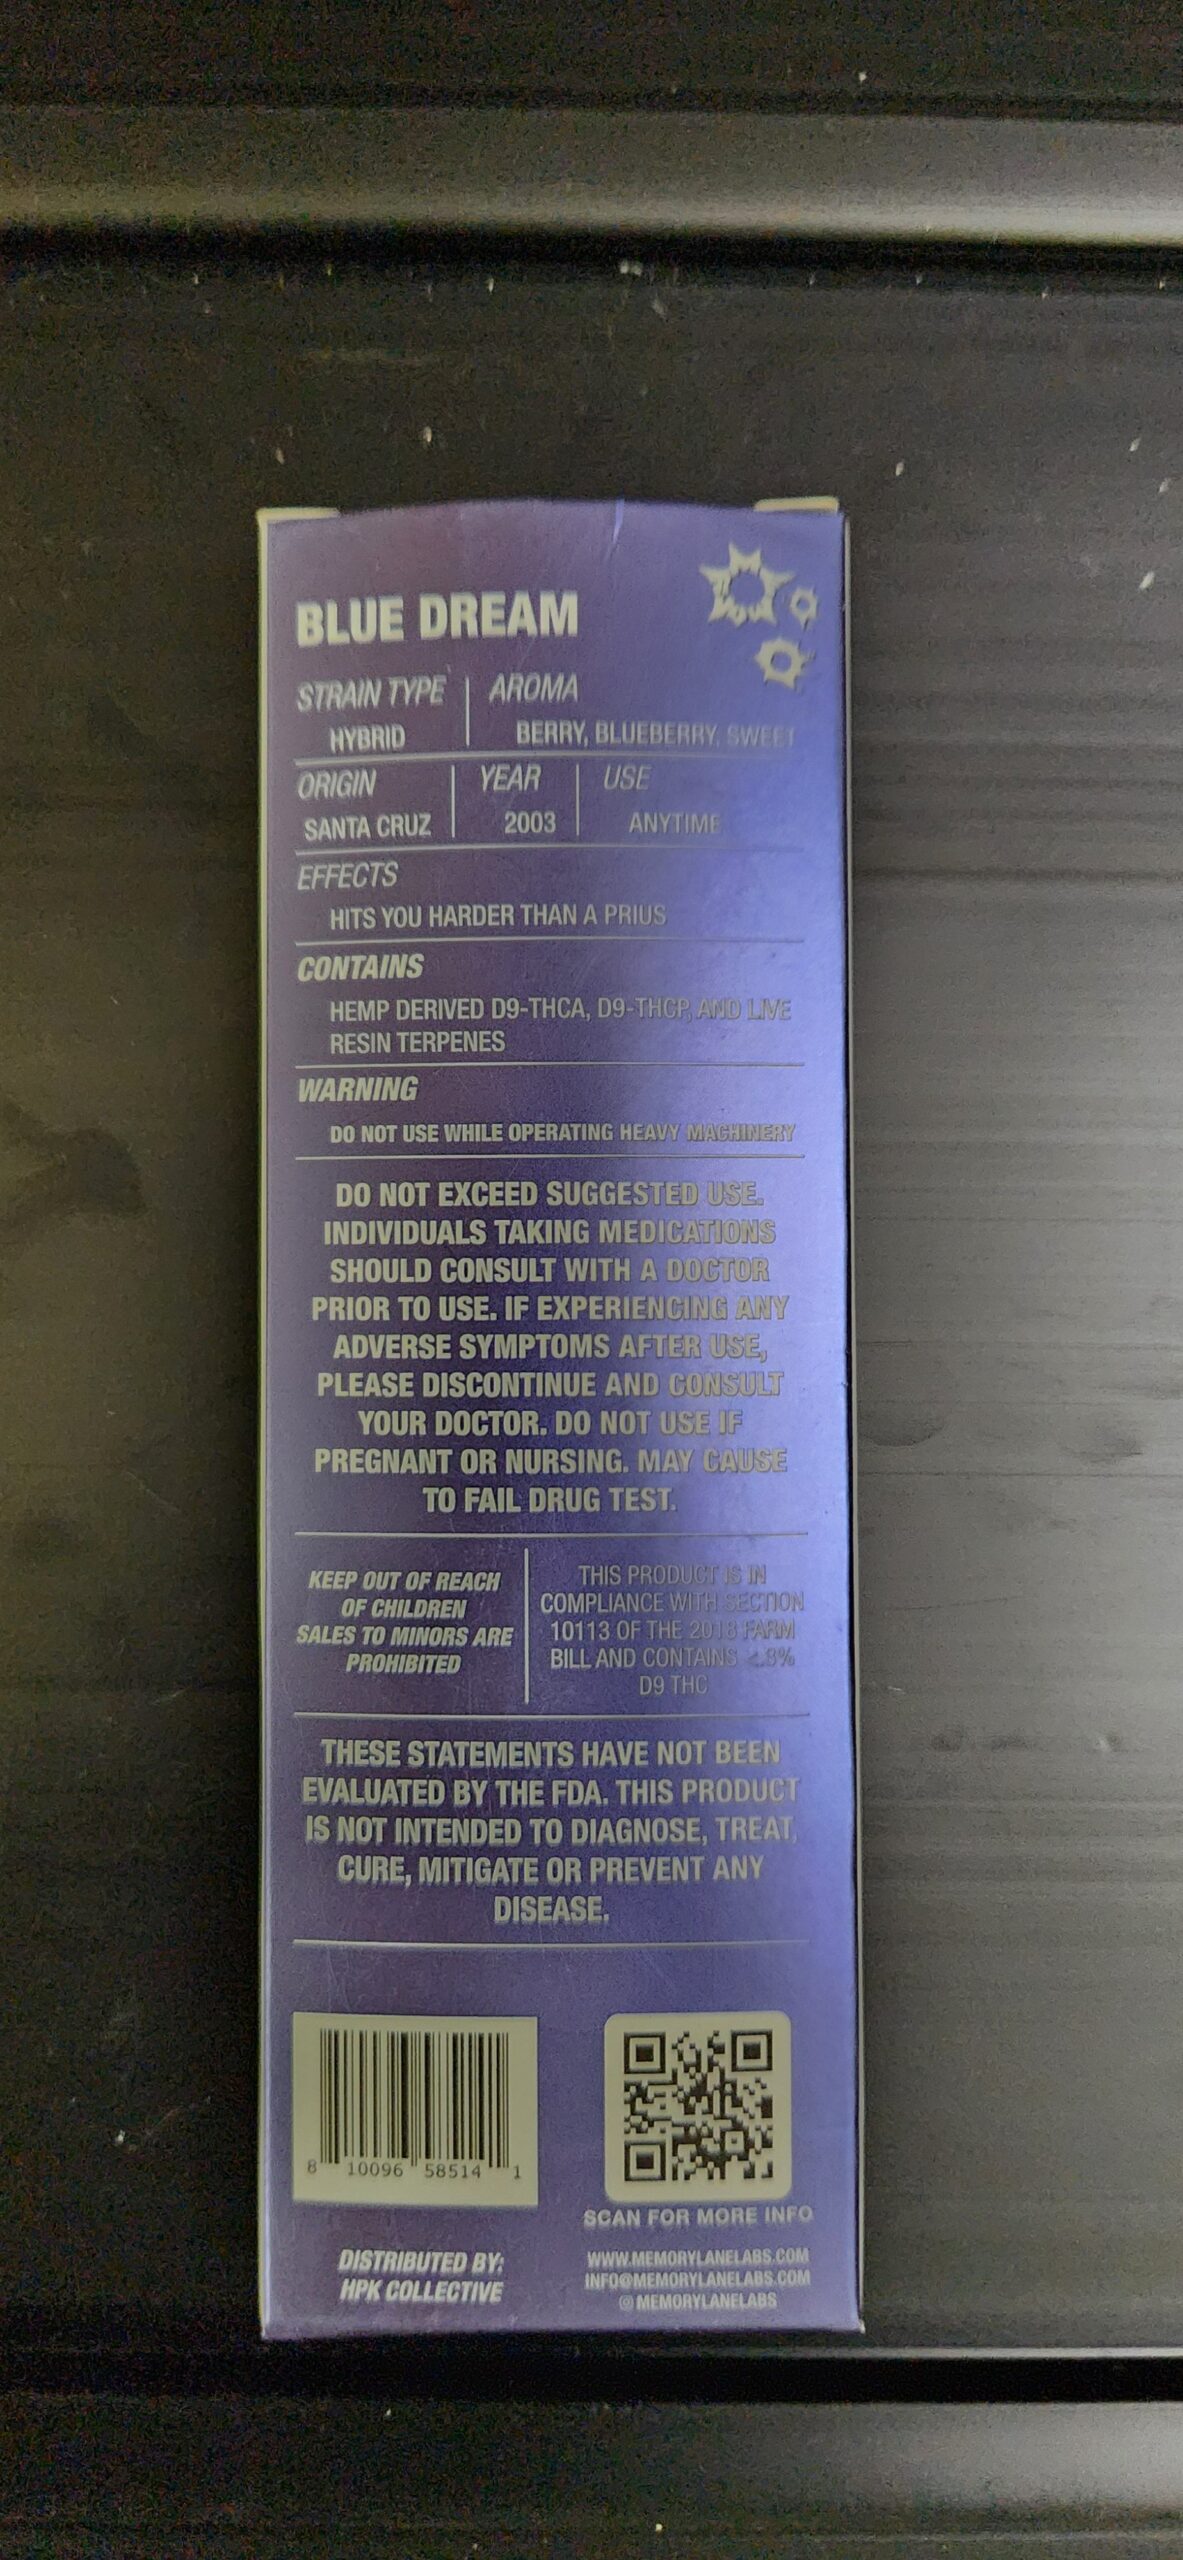 BLUE DREAM
STRAIN TYPE AROMA
HYBRID BERRY, BLUEBERRY, SWEET
ORIGIN YEAR USE
SANTA CRUZ 2003 ANYTIME
EFFECTS
HITS YOU HARDER THAN A PRIUS
CONTAINS
HEMP DERIVED D9-THCA, D9-THCP, AND LIVE
RESIN TERPENES
WARNING
DO NOT USE WHILE OPERATING HEAVY MACHINERY
DO NOT EXCEED SUGGESTED USE.
INDIVIDUALS TAKING MEDICATIONS
SHOULD CONSULT WITH A DOCTOR
PRIOR TO USE. IF EXPERIENCING ANY
ADVERSE SYMPTOMS AFTER USE,
PLEASE DISCONTINUE AND CONSULT
YOUR DOCTOR. DO NOT USE IF
PREGNANT OR NURSING. MAY CAUSE
TO FAIL DRUG TEST.
KEEP OUT OF REACH
OF CHILDREN
SALES TO MINORS ARE
PROHIBITED
THIS PRODUCT IS IN
COMPLIANCE WITH SECTION
10113 OF THE 2018 FARM
BILL AND CONTAINS
D9 THC
THESE STATEMENTS HAVE NOT BEEN
EVALUATED BY THE FDA. THIS PRODUCT
IS NOT INTENDED TO DIAGNOSE, TREAT,
CURE, MITIGATE OR PREVENT ANY
DISEASE.
8 10096 58514 1
SCAN FOR MORE INFO
DISTRIBUTED BY:
HPK COLLECTIVE
WWW.MEMORYLANELABS.COM
INFO@MEMORYLANELABS.COM
@MEMORYLANELABS